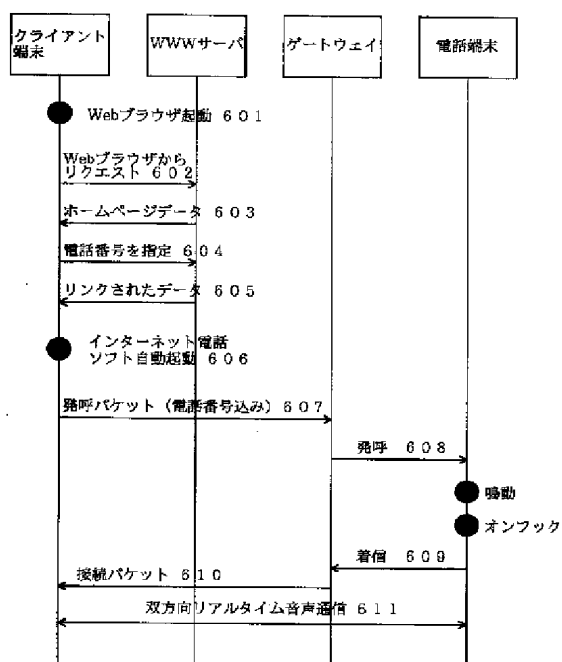 クライアント
端末
WWWサーバ
ゲートウェイ
電話端末
Webブラウザ起動 601
Webブラウザから
リクエスト 602
ホームページデータ 603
電話番号を指定 604
リンクされたデータ 605
インターネット電話
ソフト自動起動 606
発呼パケット（電話番号込み）607
発呼 608
鳴動
オンフック
着信 609
接続パケット 610
双方向リアルタイム音声通信 611